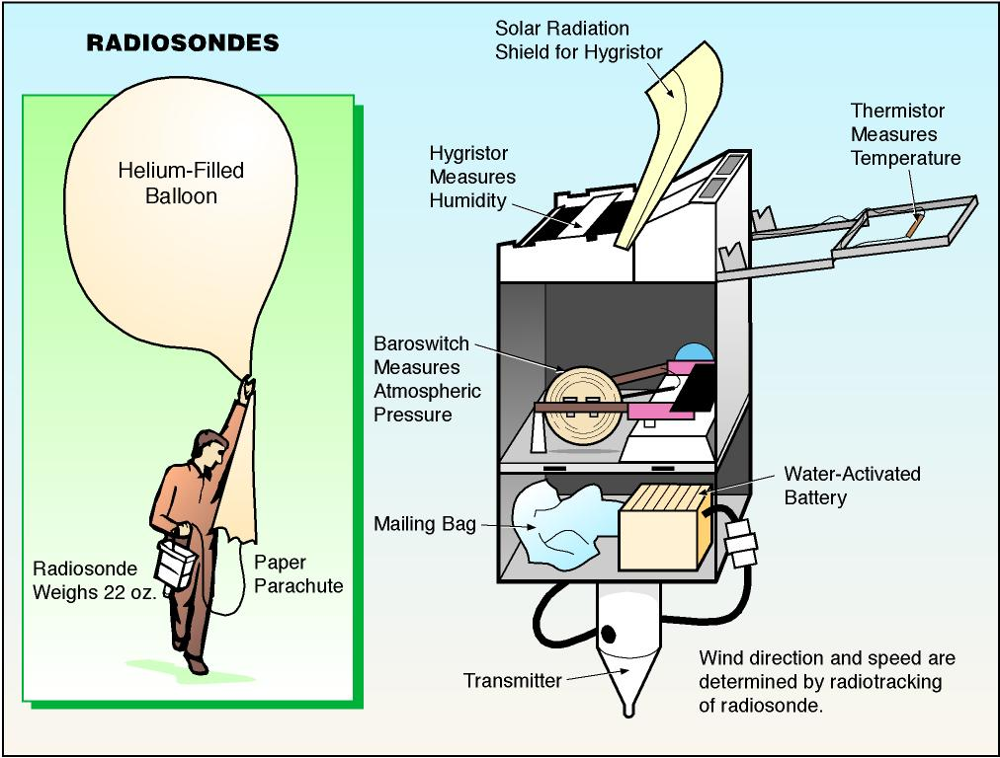 RADIOSONDES
Helium-Filled
Balloon
Radiosonde
Weighs 22 oz.
Paper
Parachute
Solar Radiation
Shield for Hygristor
Thermistor
Measures
Temperature
Hygristor
Measures
Humidity
Baroswitch
Measures
Atmospheric
Pressure
Water-Activated
Battery
Mailing Bag
Transmitter
Wind direction and speed are
determined by radiotracking
of radiosonde.